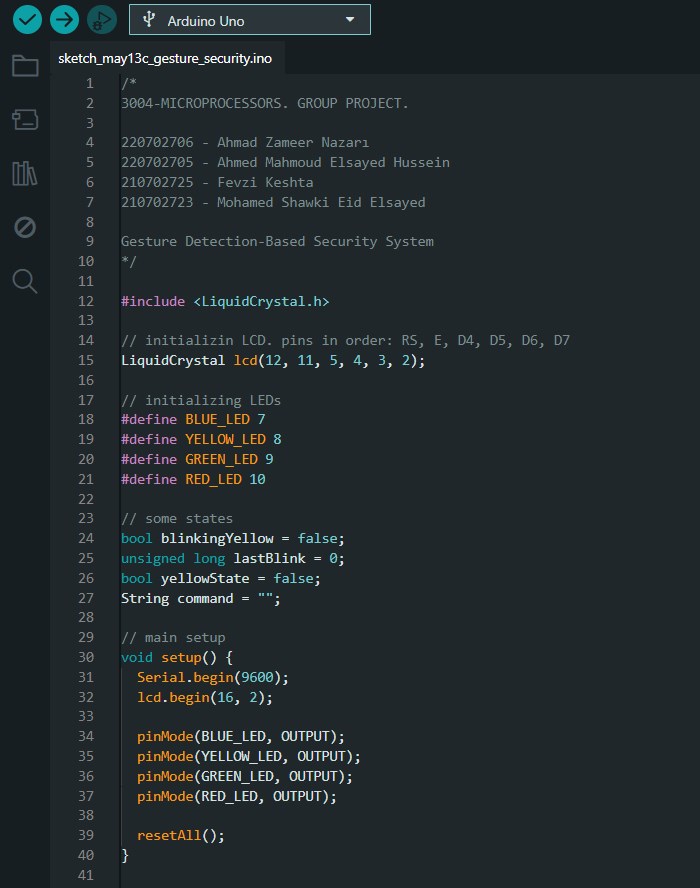 Arduino Uno
sketch_may13c_gesture_security.ino
1 /*
2 3004-MICROPROCESSORS. GROUP PROJECT.
3
4 220702706 - Ahmad Zameer Nazarı
5 220702705 - Ahmed Mahmoud Elsayed Hussein
6 210702725 - Fevzi Keshta
7 210702723 - Mohamed Shawki Eid Elsayed
8
9 Gesture Detection-Based Security System
10 */
11
12 #include <LiquidCrystal.h>
13
14 // initializin LCD. pins in order: RS, E, D4, D5, D6, D7
15 LiquidCrystal lcd(12, 11, 5, 4, 3, 2);
16
17 // initializing LEDs
18 #define BLUE_LED 7
19 #define YELLOW_LED 8
20 #define GREEN_LED 9
21 #define RED_LED 10
22
23 // some states
24 bool blinkingYellow = false;
25 unsigned long lastBlink = 0;
26 bool yellowState = false;
27 String command = "";
28
29 // main setup
30 void setup() {
31   Serial.begin(9600);
32   lcd.begin(16, 2);
33
34   pinMode(BLUE_LED, OUTPUT);
35   pinMode(YELLOW_LED, OUTPUT);
36   pinMode(GREEN_LED, OUTPUT);
37   pinMode(RED_LED, OUTPUT);
38
39   resetAll();
40 }
41